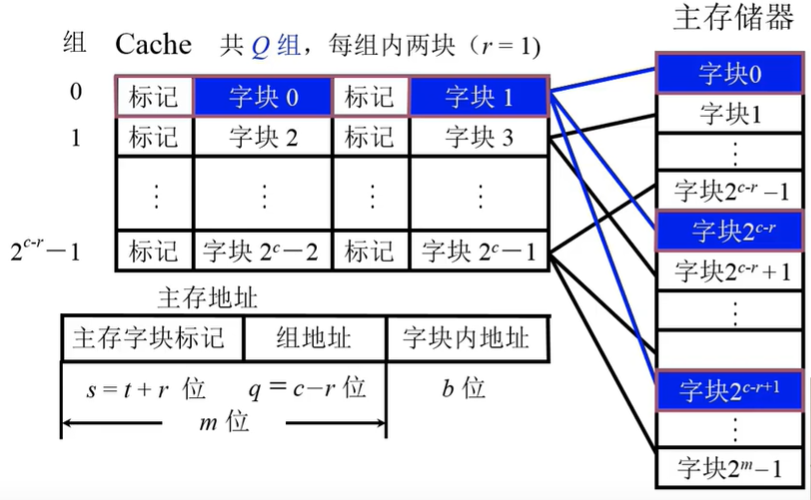 主存储器
组 Cache 共 Q 组，每组内两块（r = 1）
0 标记 字块 0 标记 字块 1
1 标记 字块 2 标记 字块 3
⋮ ⋮ ⋮ ⋮
2^{c-r}−1 标记 字块 2^c−2 标记 字块 2^c−1
字块0
字块1
⋮
字块2^{c-r}−1
字块2^{c-r}
字块2^{c-r}+1
⋮
字块2^{c-r+1}
⋮
字块2^m−1
主存地址
主存字块标记 组地址 字块内地址
s = t + r 位 q = c−r 位 b 位
m 位